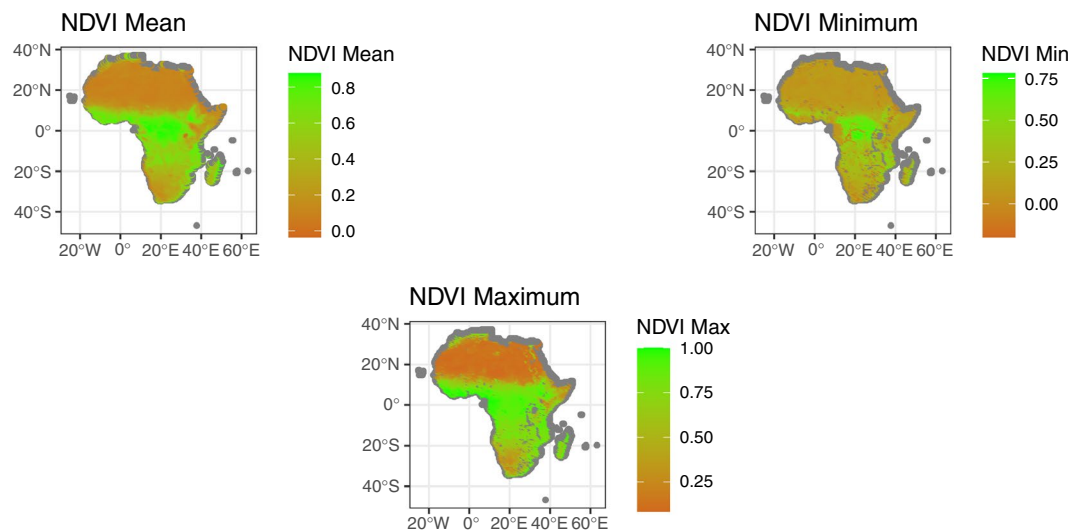 NDVI Mean
40°N
20°N
0°
20°S
40°S
20°W 0° 20°E 40°E 60°E
NDVI Mean
0.8
0.6
0.4
0.2
0.0
NDVI Minimum
40°N
20°N
0°
20°S
40°S
20°W 0° 20°E 40°E 60°E
NDVI Min
0.75
0.50
0.25
0.00
NDVI Maximum
40°N
20°N
0°
20°S
40°S
20°W 0° 20°E 40°E 60°E
NDVI Max
1.00
0.75
0.50
0.25